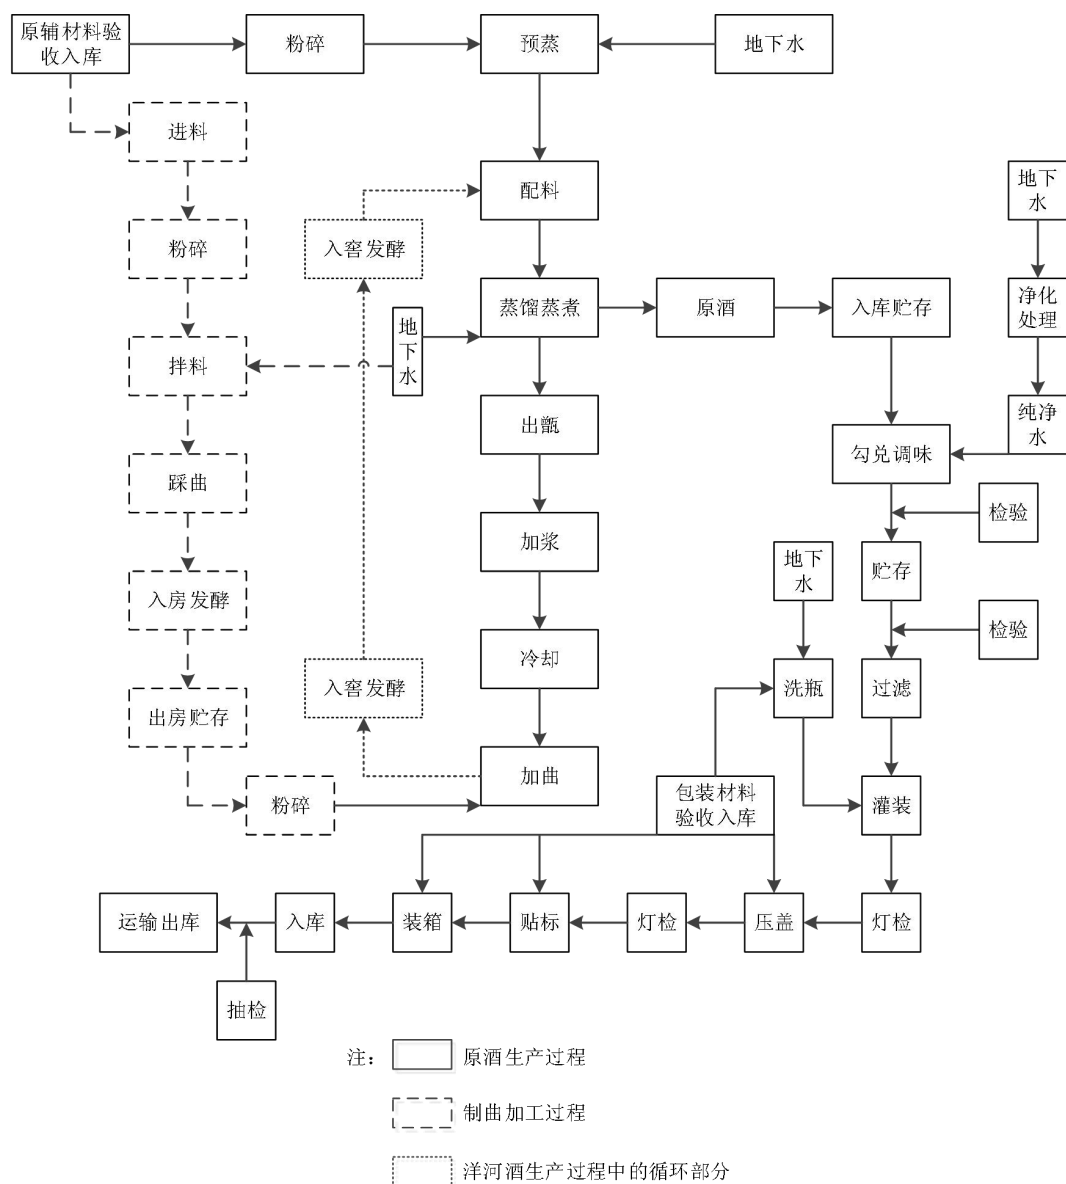 原辅材料验
收入库
粉碎
预蒸
地下水
进料
配料
地下
水
粉碎
入窖发酵
蒸馏蒸煮
原酒
入库贮存
净化
处理
地
下
水
拌料
出甑
纯净
水
勾兑调味
踩曲
检验
加浆
地下
水
贮存
入房发酵
检验
冷却
入窖发酵
洗瓶
过滤
出房贮存
加曲
粉碎
包装材料
验收入库
灌装
运输出库
入库
装箱
贴标
灯检
压盖
灯检
抽检
注：
原酒生产过程
制曲加工过程
洋河酒生产过程中的循环部分